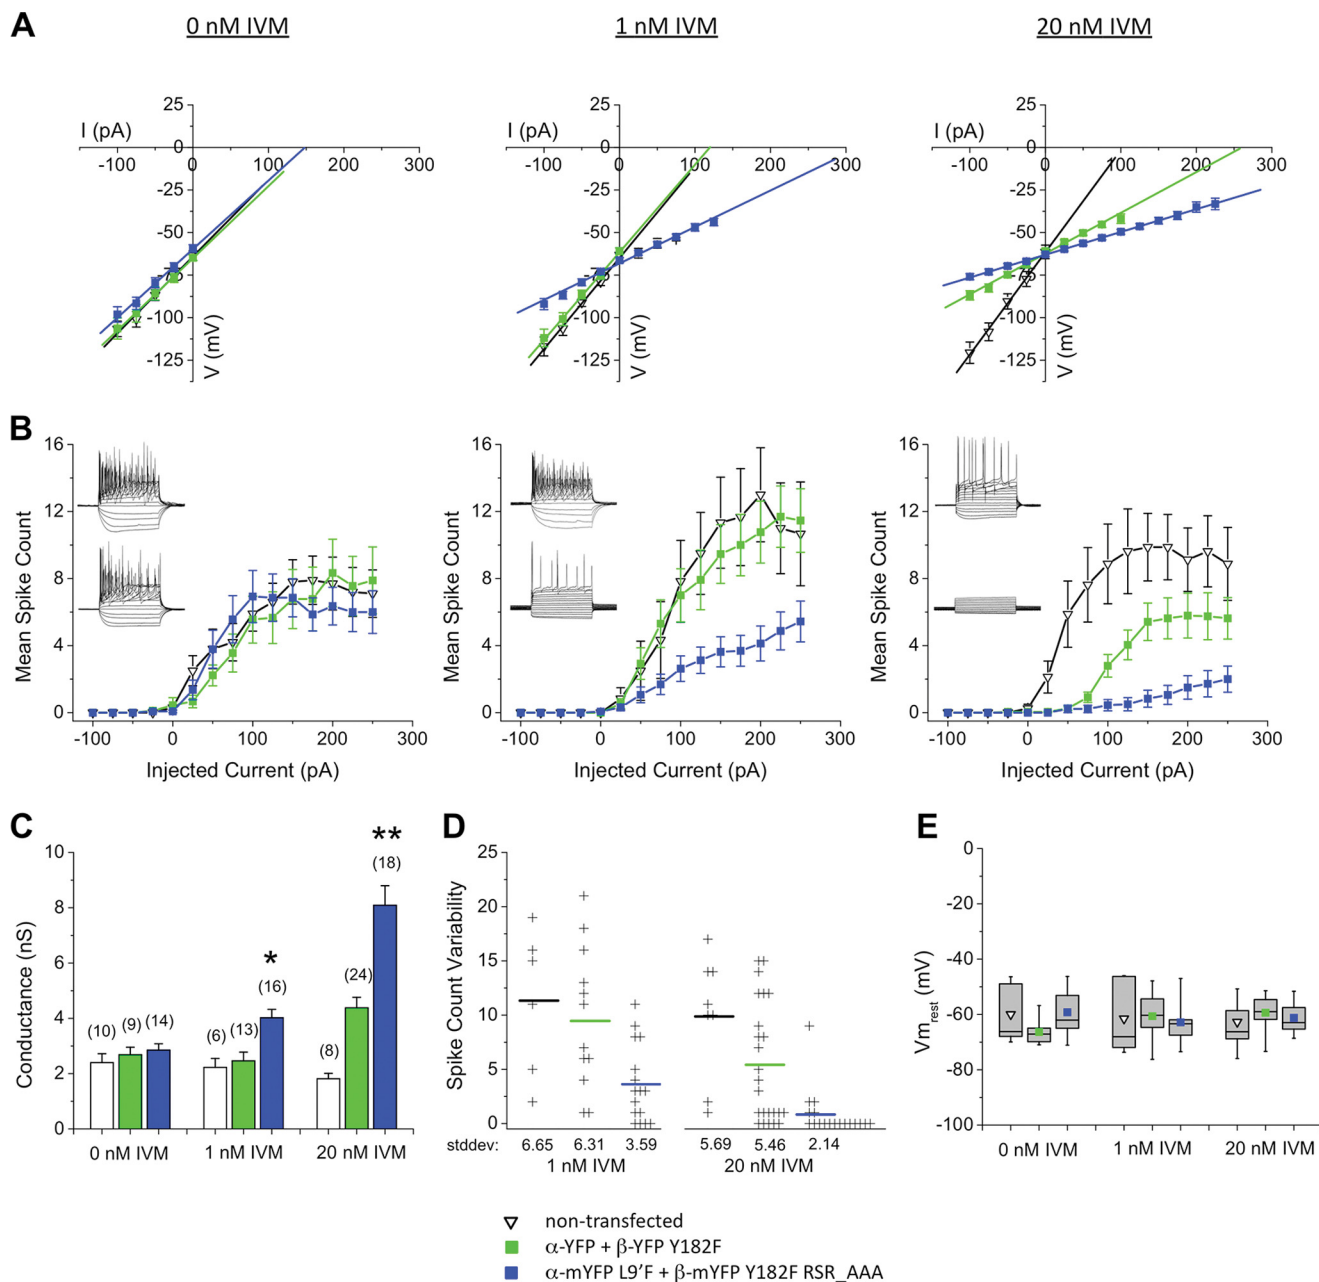 A
0 nM IVM
1 nM IVM
20 nM IVM
25
I (pA)
0
-100
0
100
200
300
-25
-50
-75
-100
-125
V (mV)
25
I (pA)
0
-100
0
100
200
300
-25
-50
-75
-100
-125
V (mV)
25
I (pA)
0
-100
0
100
200
300
-25
-50
-75
-100
-125
V (mV)
B
Mean Spike Count
16
12
8
4
0
-100
0
100
200
300
Injected Current (pA)
Mean Spike Count
16
12
8
4
0
-100
0
100
200
300
Injected Current (pA)
Mean Spike Count
16
12
8
4
0
-100
0
100
200
300
Injected Current (pA)
C
Conductance (nS)
10
8
6
4
2
0
(10)
(9)
(14)
(6)
(13)
*
(16)
(8)
(24)
**
(18)
0 nM IVM
1 nM IVM
20 nM IVM
D
Spike Count Variability
25
20
15
10
5
0
stddev: 6.65 6.31 3.59 5.69 5.46 2.14
1 nM IVM
20 nM IVM
E
Vmrest (mV)
0
-20
-40
-60
-80
-100
0 nM IVM
1 nM IVM
20 nM IVM
non-transfected
α-YFP + β-YFP Y182F
α-mYFP L9′F + β-mYFP Y182F RSR_AAA